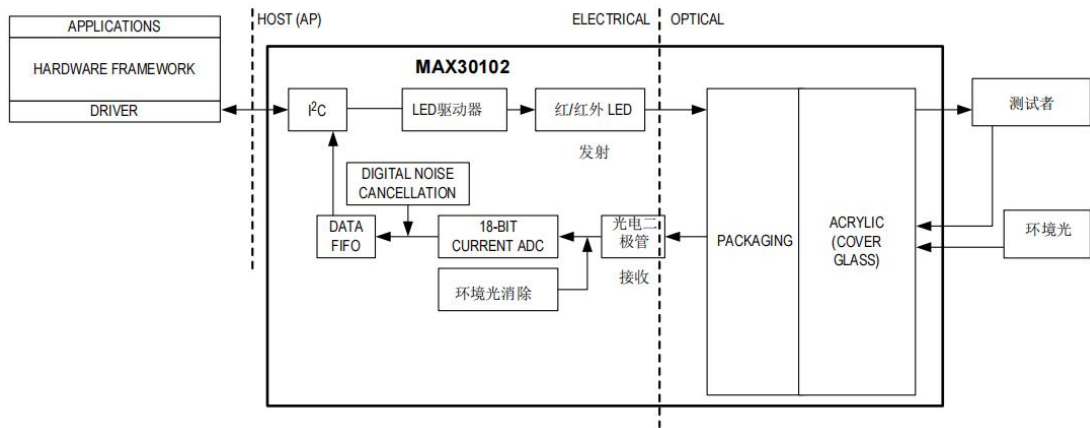 HOST (AP)
ELECTRICAL
OPTICAL
APPLICATIONS
HARDWARE FRAMEWORK
DRIVER
MAX30102
I²C
LED驱动器
红/红外 LED
发射
测试者
DIGITAL NOISE
CANCELLATION
DATA
FIFO
18-BIT
CURRENT ADC
光电二
极管
接收
环境光消除
PACKAGING
ACRYLIC
(COVER
GLASS)
环境光